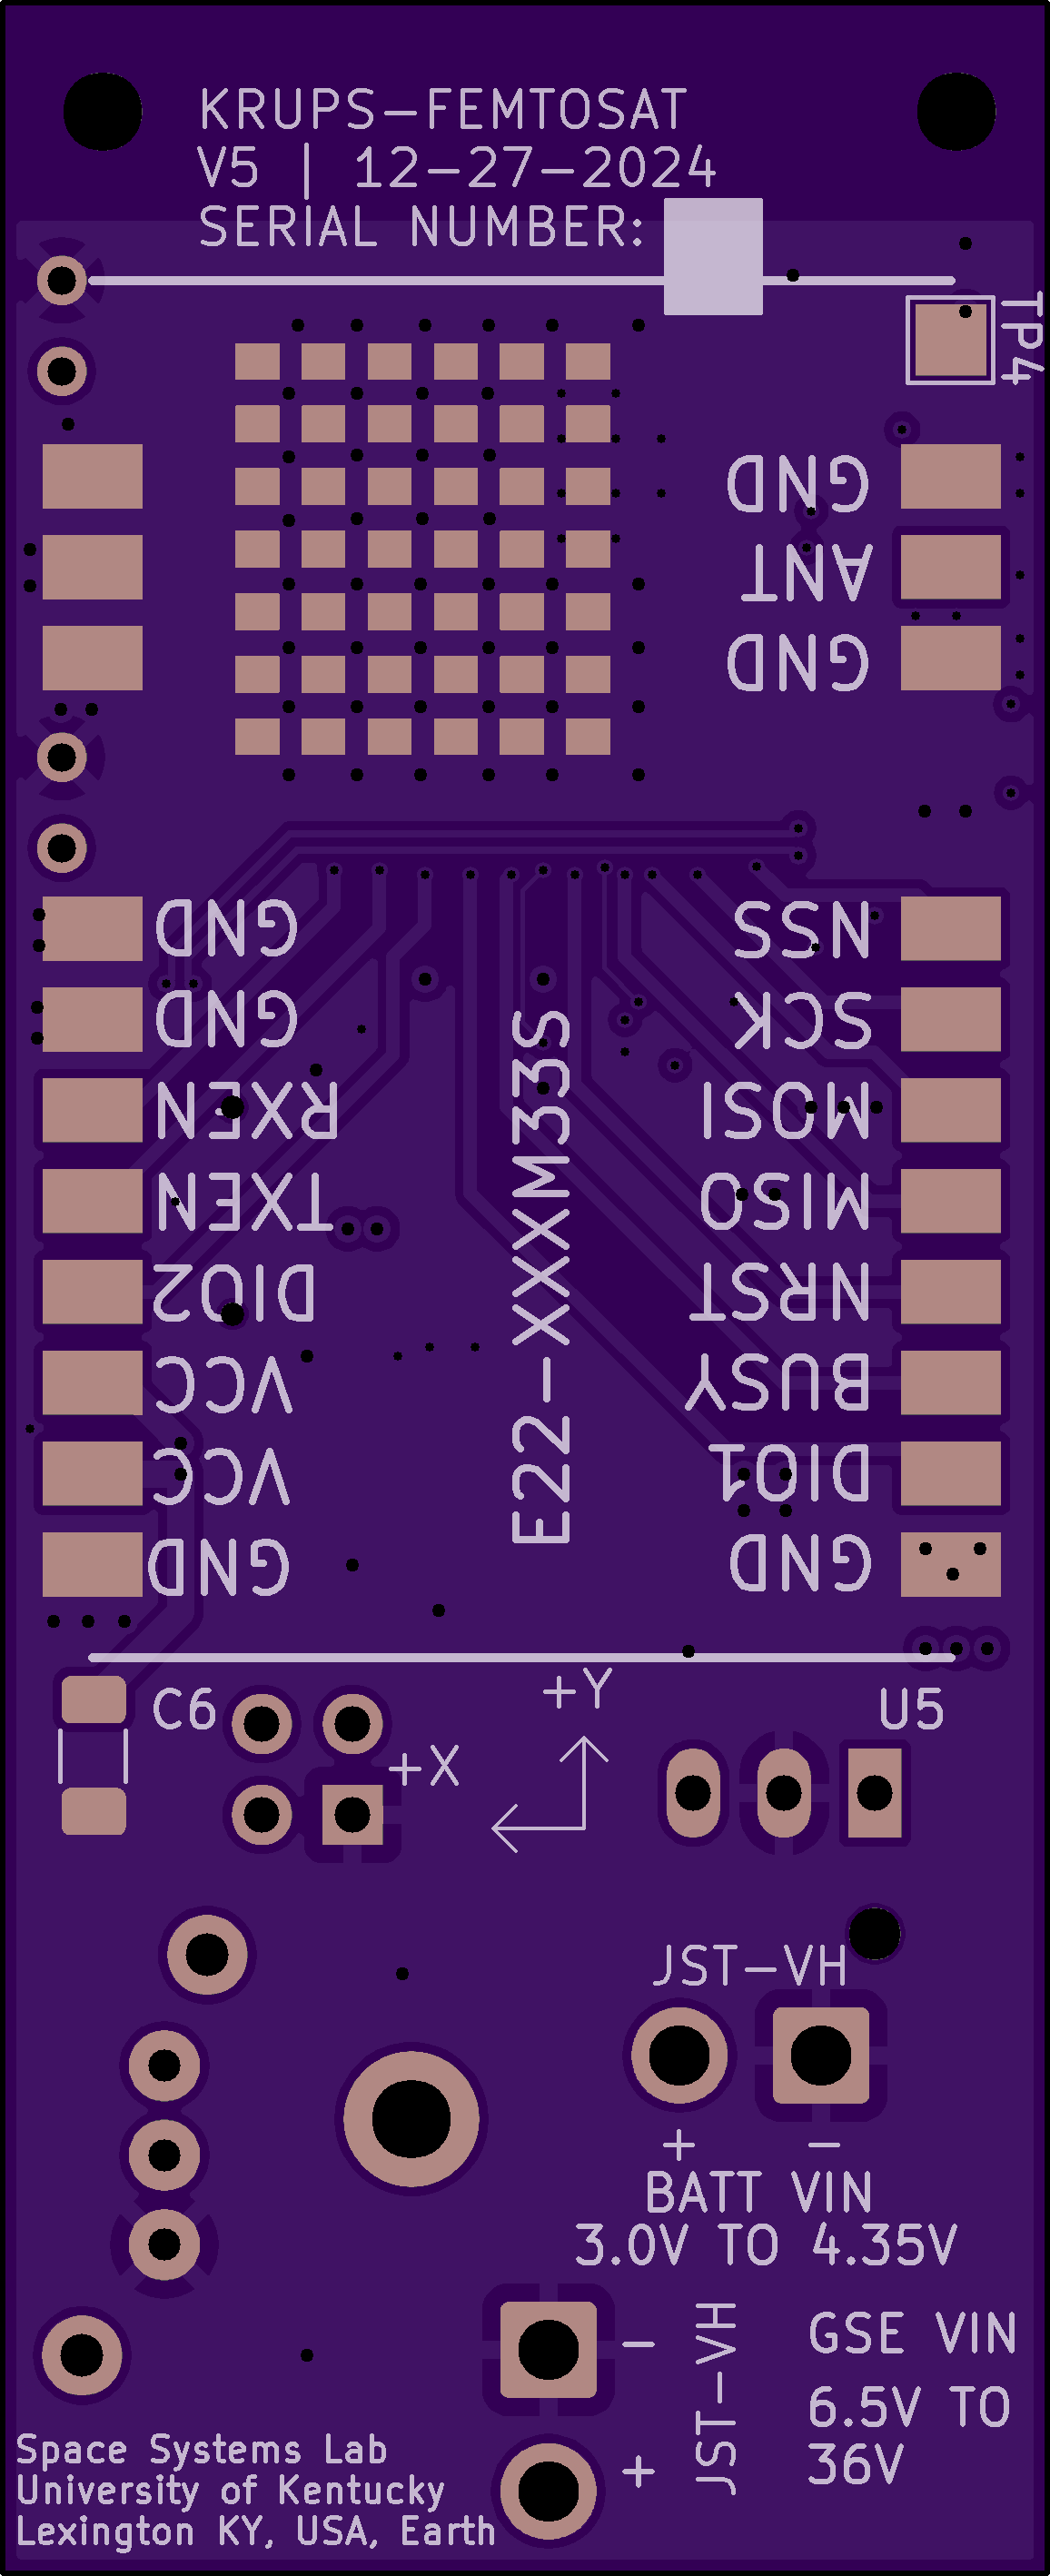 KRUPS-FEMTOSAT
V5 | 12-27-2024
SERIAL NUMBER:
TP4
GND
ANT
GND
GND
GND
RXEN
TXEN
DIO2
VCC
VCC
GND
E22-XXXM33S
NSS
SCK
MOSI
MISO
NRST
BUSY
DIO1
GND
C6
+Y
+X
U5
JST-VH
+ -
BATT VIN
3.0V TO 4.35V
-
+
JST-VH
GSE VIN
6.5V TO
36V
Space Systems Lab
University of Kentucky
Lexington KY, USA, Earth